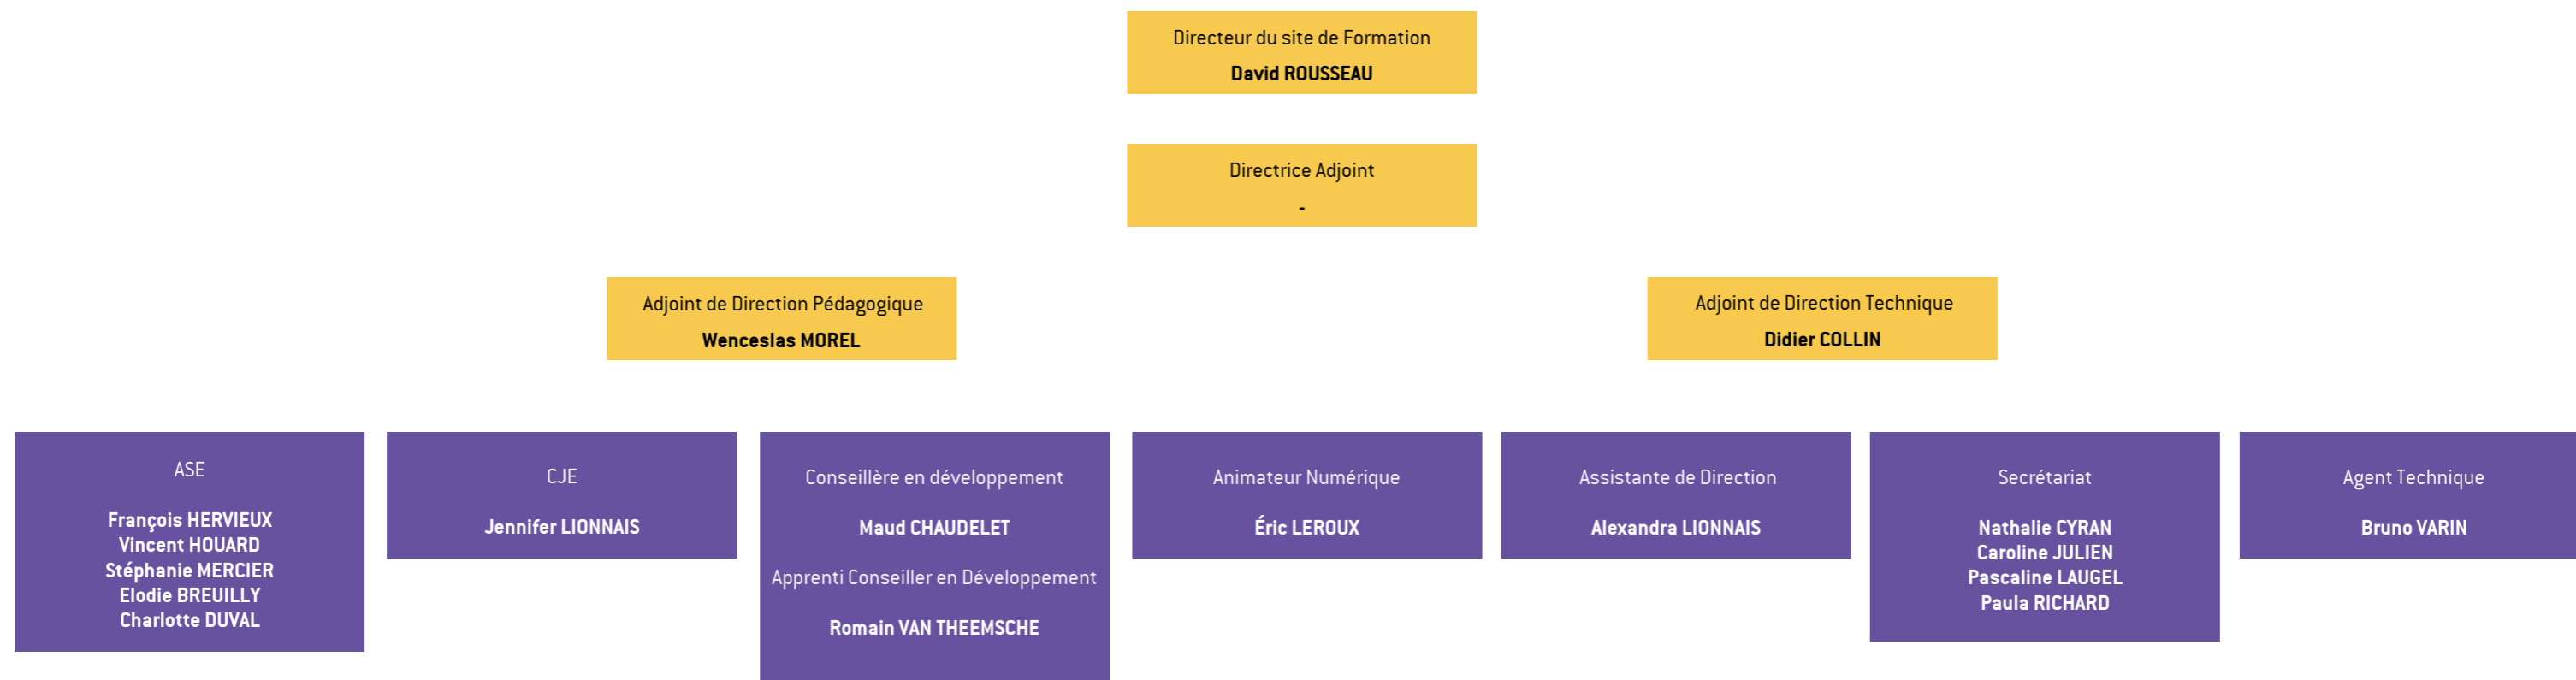 Directeur du site de Formation
David ROUSSEAU
Directrice Adjoint
-
Adjoint de Direction Pédagogique
Wenceslas MOREL
Adjoint de Direction Technique
Didier COLLIN
ASE
François HERVIEUX
Vincent HOUARD
Stéphanie MERCIER
Elodie BREUILLY
Charlotte DUVAL
CJE
Jennifer LIONNAIS
Conseillère en développement
Maud CHAUDELET
Apprenti Conseiller en Développement
Romain VAN THEEMSCHE
Animateur Numérique
Éric LEROUX
Assistante de Direction
Alexandra LIONNAIS
Secrétariat
Nathalie CYRAN
Caroline JULIEN
Pascaline LAUGEL
Paula RICHARD
Agent Technique
Bruno VARIN